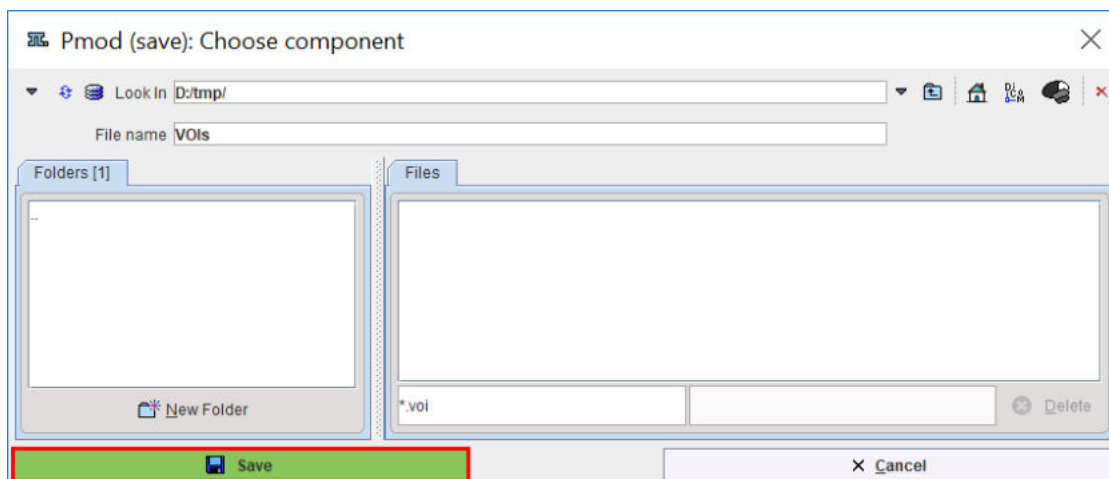 Pmod (save): Choose component
Look In D:/tmp/
DiCoM
File name VOIs
Folders [1]
Files
..
New Folder
*.voi
Delete
Save
Cancel